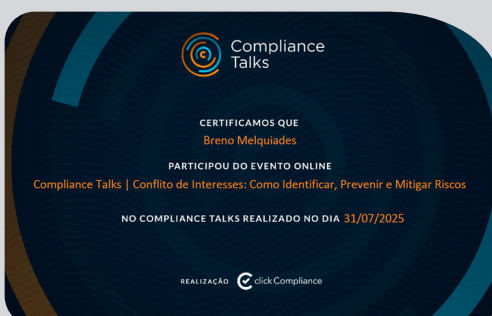 Compliance
Talks
CERTIFICAMOS QUE
Breno Melquiades
PARTICIPOU DO EVENTO ONLINE
Compliance Talks | Conflito de Interesses: Como Identificar, Prevenir e Mitigar Riscos
NO COMPLIANCE TALKS REALIZADO NO DIA 31/07/2025
REALIZAÇÃO click Compliance